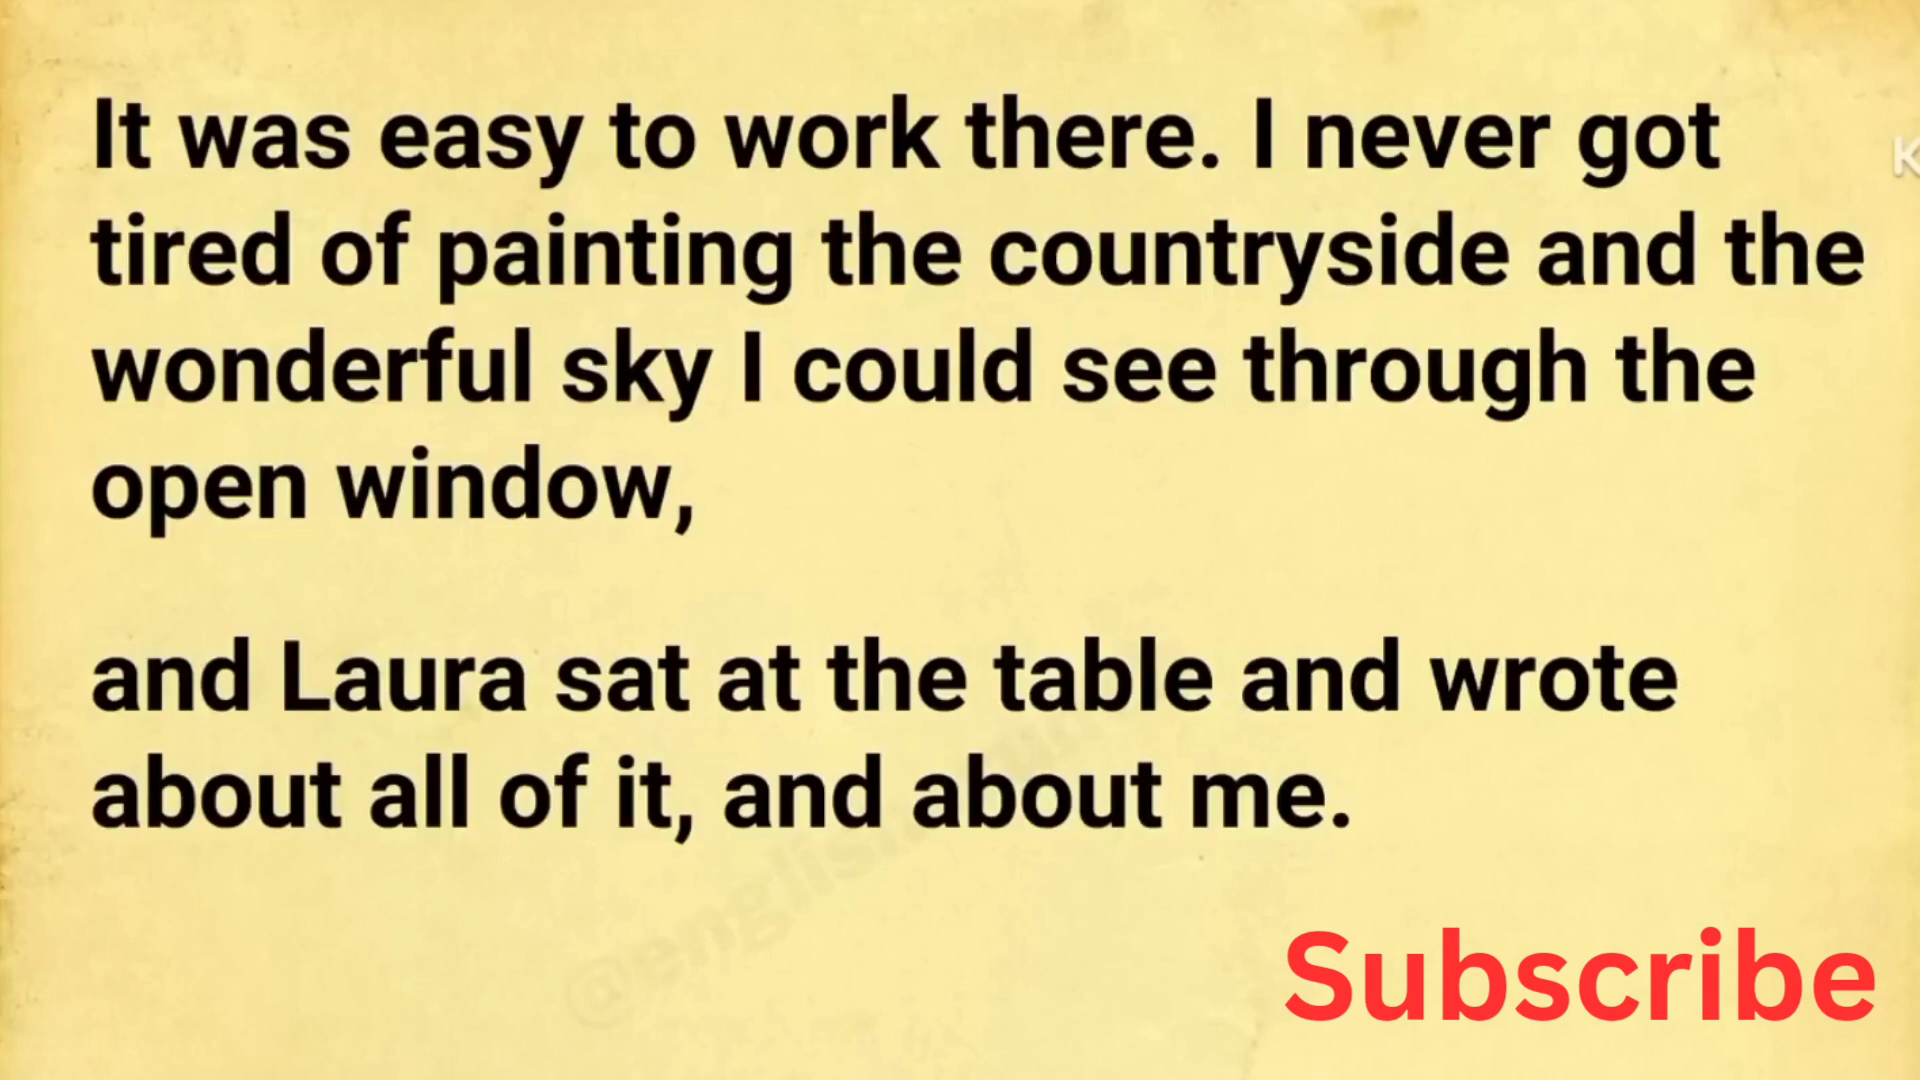 It was easy to work there. I never got
tired of painting the countryside and the
wonderful sky I could see through the
open window,
and Laura sat at the table and wrote
about all of it, and about me.
Subscribe